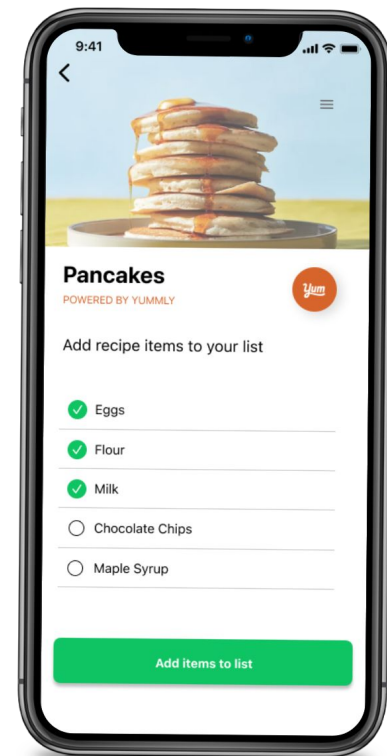 9:41
Pancakes
POWERED BY YUMMLY
Yum
Add recipe items to your list
Eggs
Flour
Milk
Chocolate Chips
Maple Syrup
Add items to list